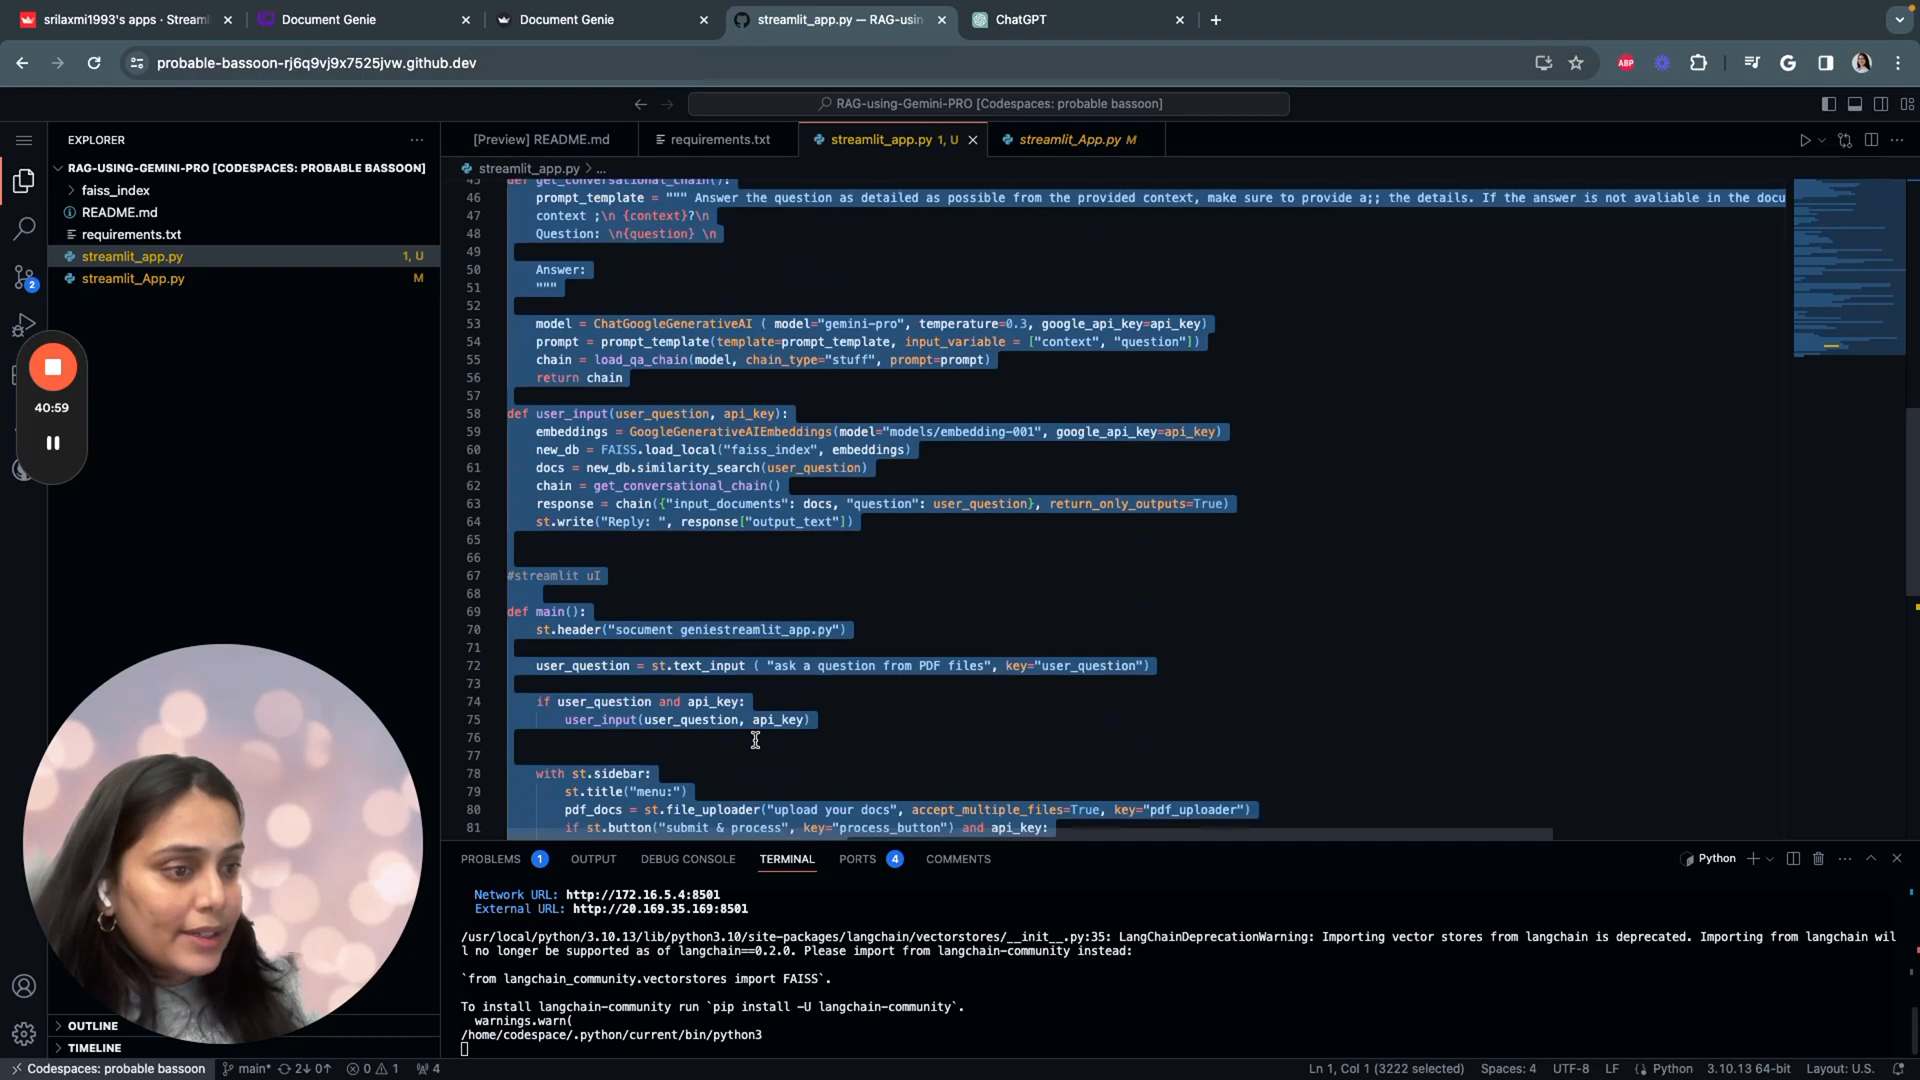 srilaxmi1993's apps · Streaml
Document Genie
Document Genie
streamlit_app.py — RAG-usin
ChatGPT
probable-bassoon-rj6q9vj9x7525jvw.github.dev
ABP
RAG-using-Gemini-PRO [Codespaces: probable bassoon]
EXPLORER
[Preview] README.md
requirements.txt
streamlit_app.py 1, U
streamlit_App.py M
RAG-USING-GEMINI-PRO [CODESPACES: PROBABLE BASSOON]
faiss_index
README.md
requirements.txt
streamlit_app.py 1, U
streamlit_App.py M
2
40:59
streamlit_app.py > ...
45 def get_conversational_chain():
46 prompt_template = """ Answer the question as detailed as possible from the provided context, make sure to provide a;; the details. If the answer is not avaliable in the docu
47 context ;\n {context}?\n
48 Question: \n{question} \n
49
50 Answer:
51 """
52
53 model = ChatGoogleGenerativeAI ( model="gemini-pro", temperature=0.3, google_api_key=api_key)
54 prompt = prompt_template(template=prompt_template, input_variable = ["context", "question"])
55 chain = load_qa_chain(model, chain_type="stuff", prompt=prompt)
56 return chain
57
58 def user_input(user_question, api_key):
59 embeddings = GoogleGenerativeAIEmbeddings(model="models/embedding-001", google_api_key=api_key)
60 new_db = FAISS.load_local("faiss_index", embeddings)
61 docs = new_db.similarity_search(user_question)
62 chain = get_conversational_chain()
63 response = chain({"input_documents": docs, "question": user_question}, return_only_outputs=True)
64 st.write("Reply: ", response["output_text"])
65
66
67 #streamlit uI
68
69 def main():
70 st.header("socument geniestreamlit_app.py")
71
72 user_question = st.text_input ( "ask a question from PDF files", key="user_question")
73
74 if user_question and api_key:
75 user_input(user_question, api_key)
76
77
78 with st.sidebar:
79 st.title("menu:")
80 pdf_docs = st.file_uploader("upload your docs", accept_multiple_files=True, key="pdf_uploader")
81 if st.button("submit & process", key="process_button") and api_key:
PROBLEMS 1 OUTPUT DEBUG CONSOLE TERMINAL PORTS 4 COMMENTS
Python
Network URL: http://172.16.5.4:8501
External URL: http://20.169.35.169:8501
/usr/local/python/3.10.13/lib/python3.10/site-packages/langchain/vectorstores/__init__.py:35: LangChainDeprecationWarning: Importing vector stores from langchain is deprecated. Importing from langchain wil
l no longer be supported as of langchain==0.2.0. Please import from langchain-community instead:
`from langchain_community.vectorstores import FAISS`.
To install langchain-community run `pip install -U langchain-community`.
warnings.warn(
/home/codespace/.python/current/bin/python3
OUTLINE
TIMELINE
Codespaces: probable bassoon main* 2↓ 0↑ 0 1 4
Ln 1, Col 1 (3222 selected) Spaces: 4 UTF-8 LF Python 3.10.13 64-bit Layout: U.S.